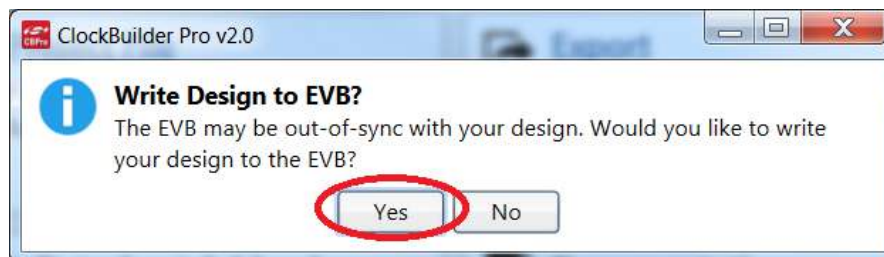 ClockBuilder Pro v2.0
Export
Write Design to EVB?
The EVB may be out-of-sync with your design. Would you like to write
your design to the EVB?
Yes No